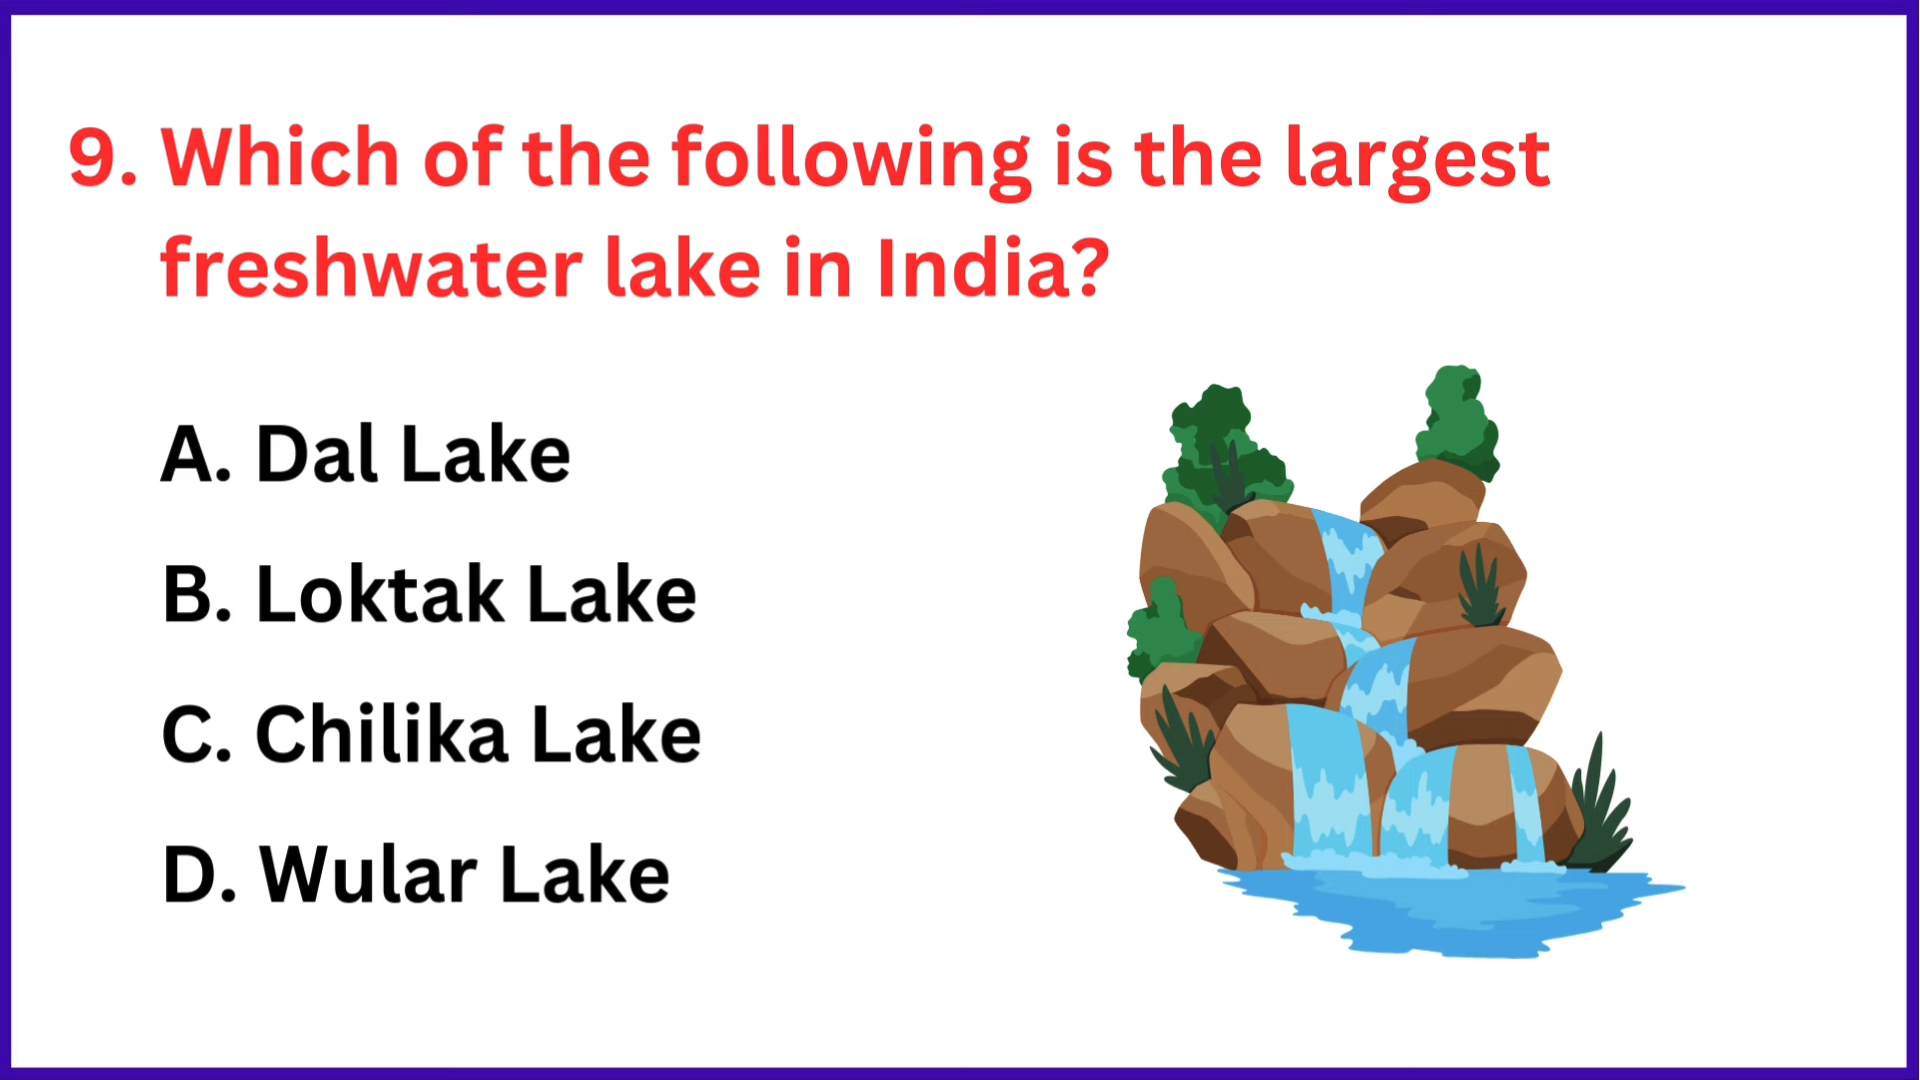 9. Which of the following is the largest
freshwater lake in India?
A. Dal Lake
B. Loktak Lake
C. Chilika Lake
D. Wular Lake